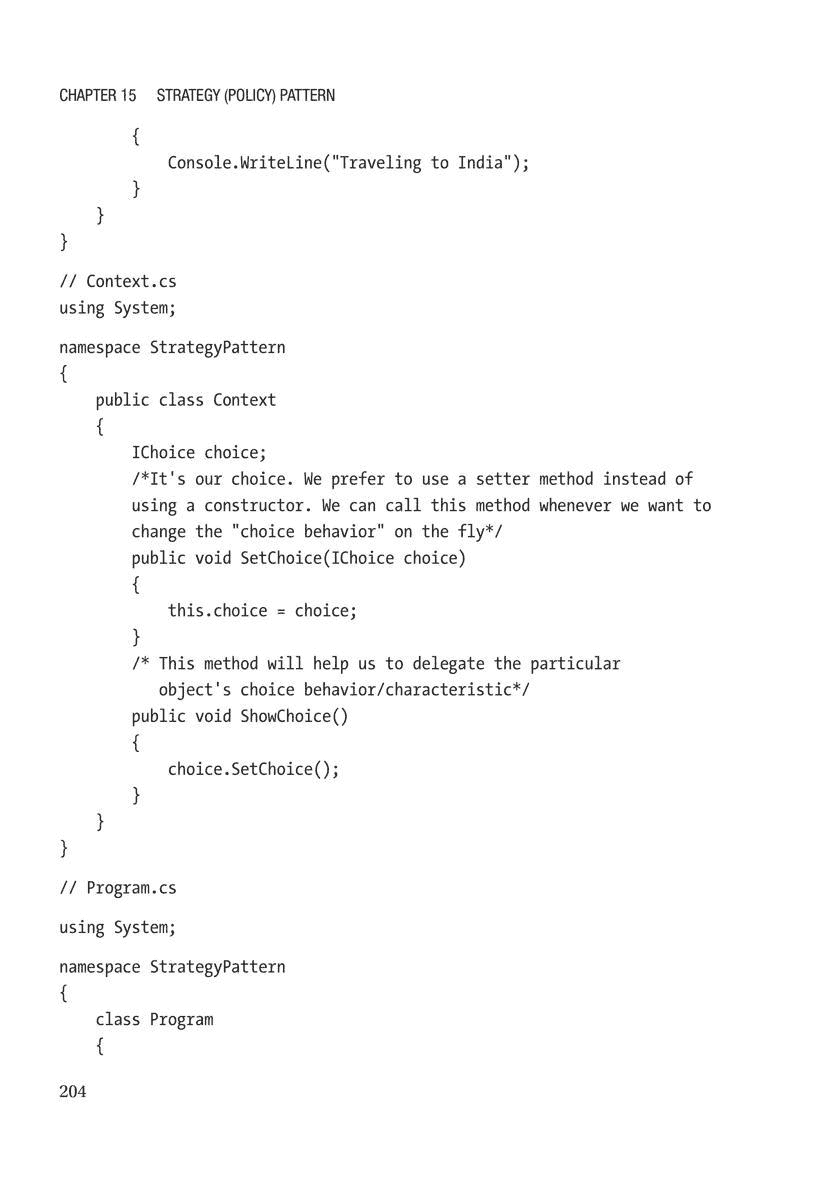 CHAPTER 15 STRATEGY (POLICY) PATTERN
        {
            Console.WriteLine("Traveling to India");
        }
    }
}
// Context.cs
using System;
namespace StrategyPattern
{
    public class Context
    {
        IChoice choice;
        /*It's our choice. We prefer to use a setter method instead of
        using a constructor. We can call this method whenever we want to
        change the "choice behavior" on the fly*/
        public void SetChoice(IChoice choice)
        {
            this.choice = choice;
        }
        /* This method will help us to delegate the particular
           object's choice behavior/characteristic*/
        public void ShowChoice()
        {
            choice.SetChoice();
        }
    }
}
// Program.cs
using System;
namespace StrategyPattern
{
    class Program
    {
204